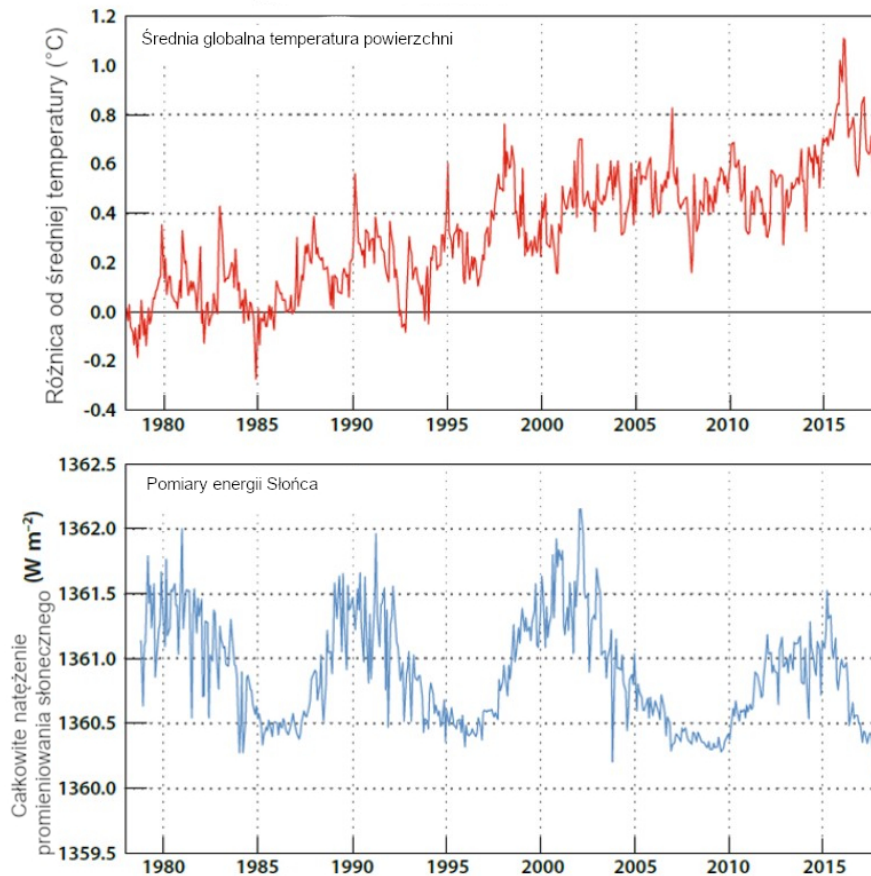 Średnia globalna temperatura powierzchni
Różnica od średniej temperatury (°C)
1.2
1.0
0.8
0.6
0.4
0.2
0.0
-0.2
-0.4
1980 1985 1990 1995 2000 2005 2010 2015
Pomiary energii Słońca
Całkowite natężenie
promieniowania słonecznego (W m⁻²)
1362.5
1362.0
1361.5
1361.0
1360.5
1360.0
1359.5
1980 1985 1990 1995 2000 2005 2010 2015